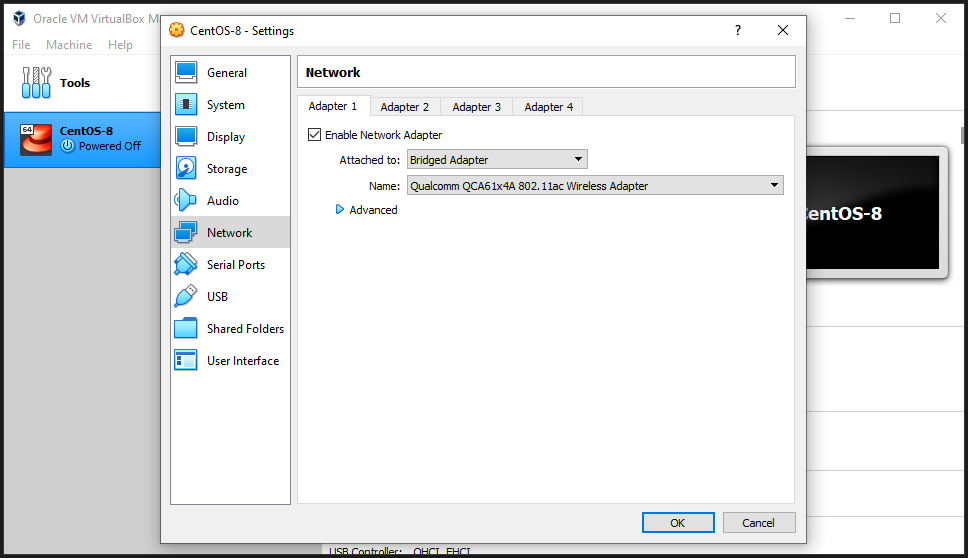 Oracle VM VirtualBox Ma
File Machine Help
Tools
64
CentOS-8
Powered Off
CentOS-8 - Settings
?
General
System
Display
Storage
Audio
Network
Serial Ports
USB
Shared Folders
User Interface
Network
Adapter 1 Adapter 2 Adapter 3 Adapter 4
Enable Network Adapter
Attached to: Bridged Adapter
Name: Qualcomm QCA61x4A 802.11ac Wireless Adapter
Advanced
OK Cancel
CentOS-8
USB Controller: OHCI, EHCI